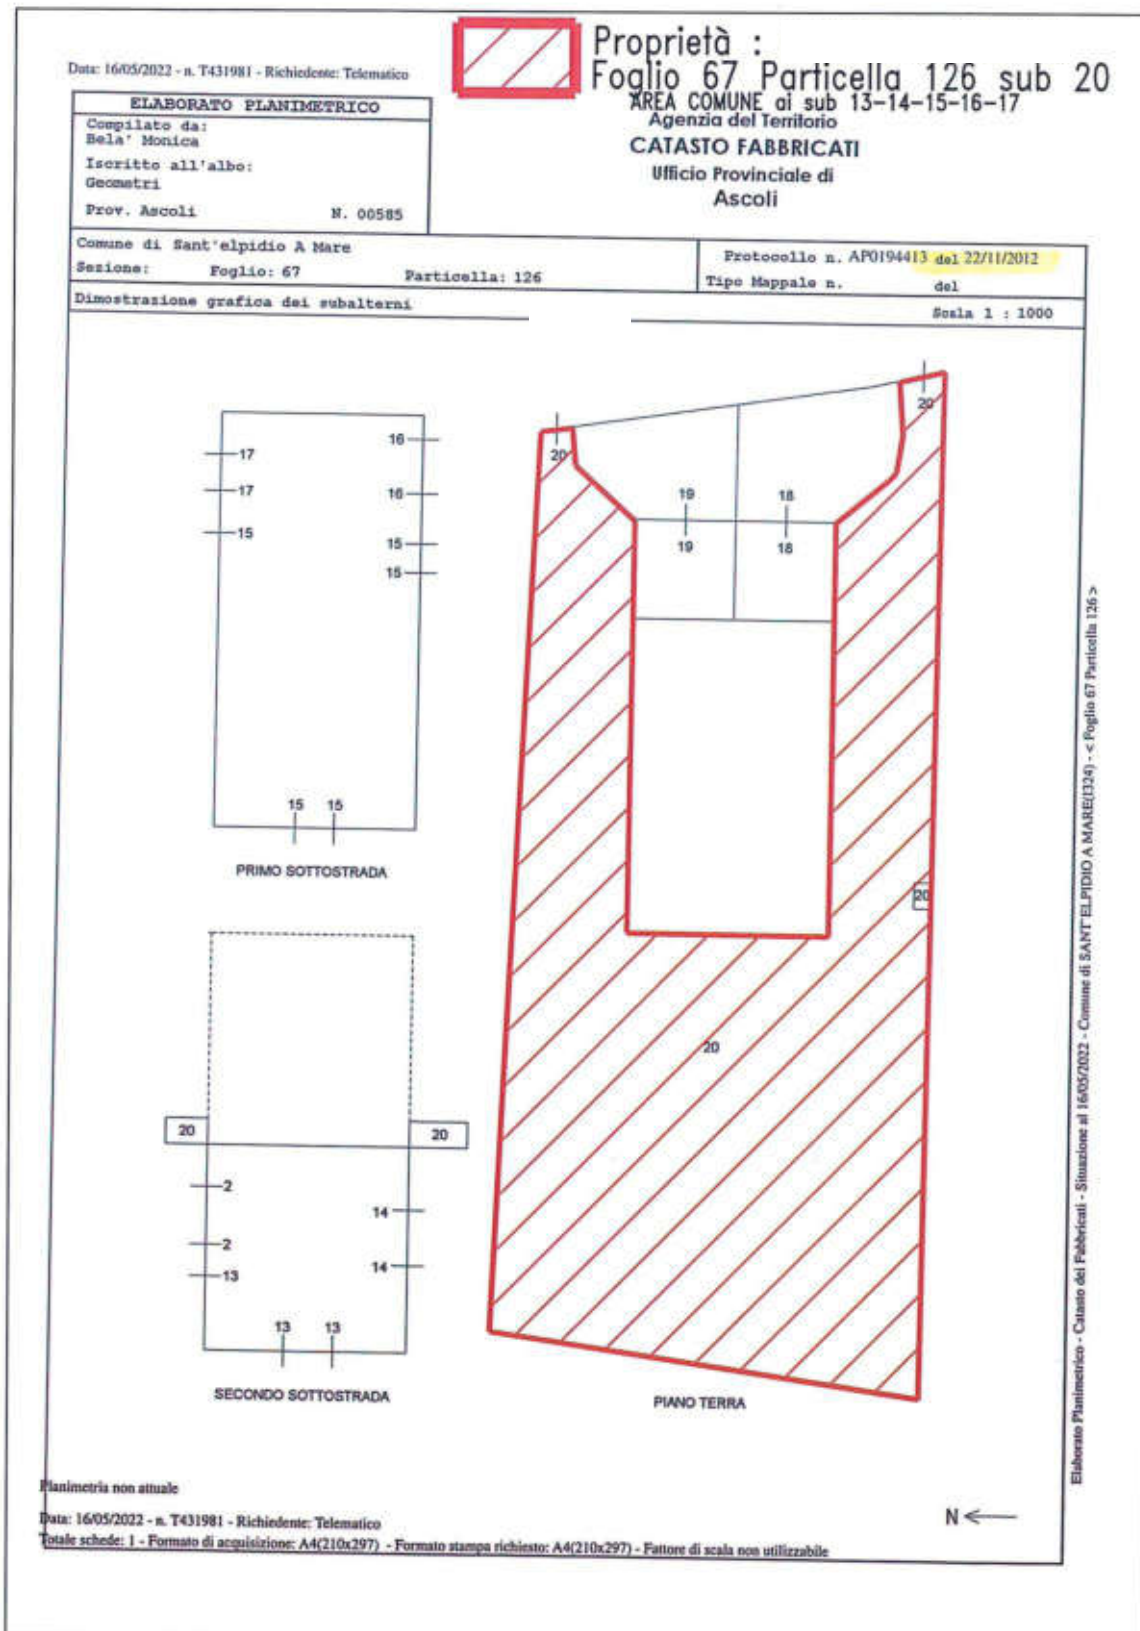 Proprietà :
Foglio 67 Particella 126 sub 20
AREA COMUNE ai sub 13-14-15-16-17
Data: 16/05/2022 - n. T431981 - Richiedente: Telematico
ELABORATO PLANIMETRICO
Compilato da:
Bela' Monica
Iscritto all'albo:
Geometri
Prov. Ascoli N. 00585
Agenzia del Territorio
CATASTO FABBRICATI
Ufficio Provinciale di
Ascoli
Comune di Sant'elpidio A Mare
Sezione: Foglio: 67 Particella: 126
Protocollo n. AP0194413 del 22/11/2012
Tipo Mappale n. del
Dimostrazione grafica dei subalterni
Scala 1 : 1000
17
17
15
16
16
15
15
15 15
PRIMO SOTTOSTRADA
20
20
19
18
19
18
20
20
PIANO TERRA
20
20
2
2
13
14
14
13 13
SECONDO SOTTOSTRADA
Elaborato Planimetrico - Catasto dei Fabbricati - Situazione al 16/05/2022 - Comune di SANT'ELPIDIO A MARE(I324) - < Foglio 67 Particella 126 >
Planimetria non attuale
N
Data: 16/05/2022 - n. T431981 - Richiedente: Telematico
Totale schede: 1 - Formato di acquisizione: A4(210x297) - Formato stampa richiesto: A4(210x297) - Fattore di scala non utilizzabile